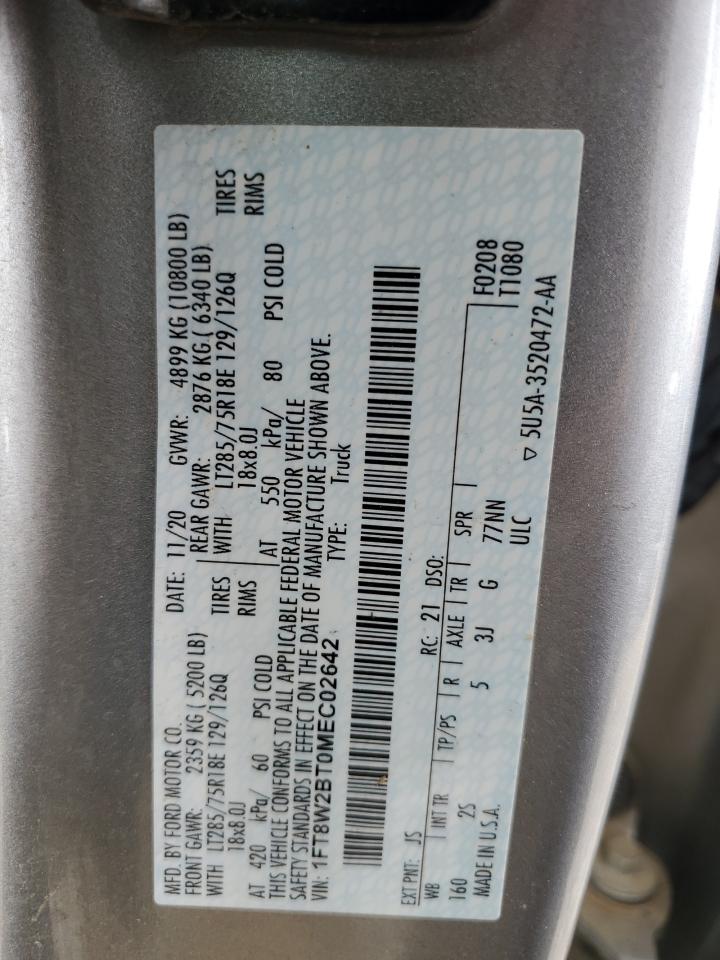 MFD. BY FORD MOTOR CO.
DATE: 11/20 GVWR: 4899 KG (10800 LB)
FRONT GAWR: 2359 KG ( 5200 LB)
REAR GAWR: 2876 KG ( 6340 LB)
WITH LT285/75R18E 129/126Q TIRES
WITH LT285/75R18E 129/126Q TIRES
18x8.0J RIMS
18x8.0J RIMS
AT 420 kPa/ 60 PSI COLD
AT 550 kPa/ 80 PSI COLD
THIS VEHICLE CONFORMS TO ALL APPLICABLE FEDERAL MOTOR VEHICLE
SAFETY STANDARDS IN EFFECT ON THE DATE OF MANUFACTURE SHOWN ABOVE.
VIN: 1FT8W2BT0MEC02642 TYPE: Truck
EXT PNT: JS RC: 21 DSO: F0208
WB INT TR TP/PS R AXLE TR SPR T1080
160 2S 5 3J G 77NN
MADE IN U.S.A. ULC
▽ 5U5A-3520472-AA